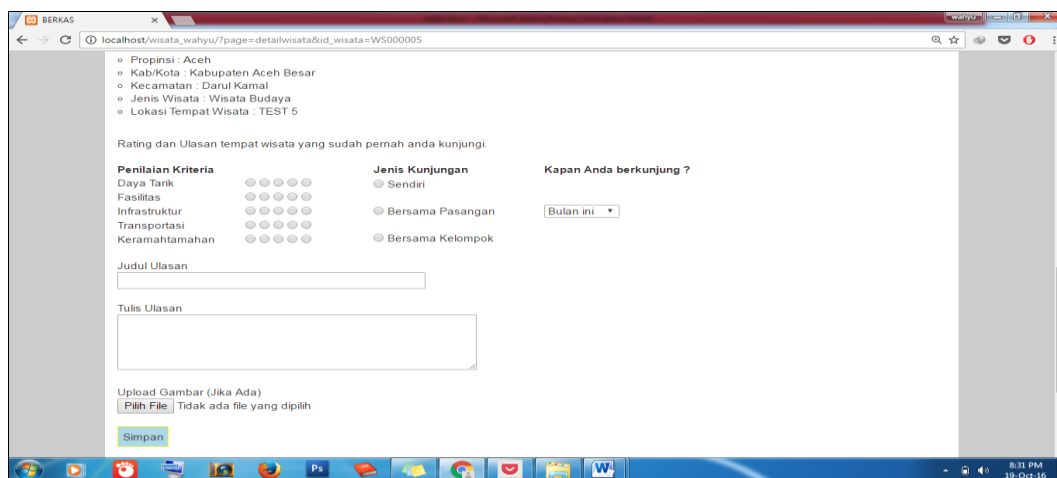 BERKAS
wahyu
localhost/wisata_wahyu/?page=detailwisata&id_wisata=WS000005
Propinsi : Aceh
Kab/Kota : Kabupaten Aceh Besar
Kecamatan : Darul Kamal
Jenis Wisata : Wisata Budaya
Lokasi Tempat Wisata : TEST 5
Rating dan Ulasan tempat wisata yang sudah pernah anda kunjungi.
Penilaian Kriteria Jenis Kunjungan Kapan Anda berkunjung ?
Daya Tarik Sendiri
Fasilitas
Infrastruktur Bersama Pasangan Bulan ini
Transportasi
Keramahtamahan Bersama Kelompok
Judul Ulasan
Tulis Ulasan
Upload Gambar (Jika Ada)
Pilih File Tidak ada file yang dipilih
Simpan
Ps W 8:31 PM
19-Oct-16